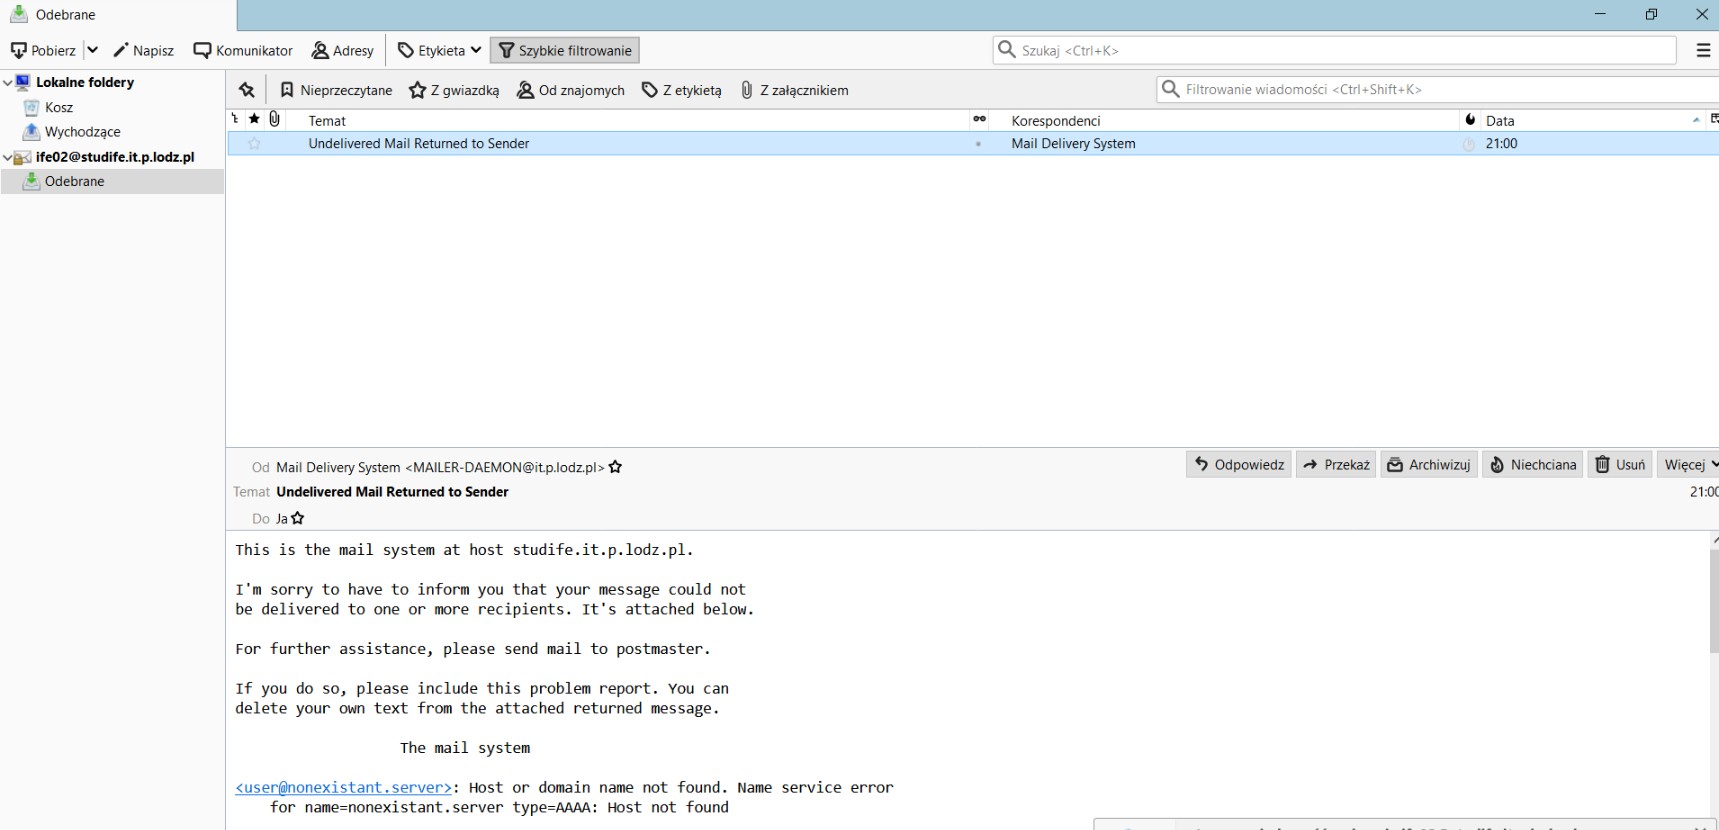 Odebrane
Pobierz Napisz Komunikator Adresy Etykieta Szybkie filtrowanie Szukaj <Ctrl+K>
Lokalne foldery
Kosz
Wychodzące
ife02@studife.it.p.lodz.pl
Odebrane
Nieprzeczytane Z gwiazdką Od znajomych Z etykietą Z załącznikiem Filtrowanie wiadomości <Ctrl+Shift+K>
Temat Korespondenci Data
Undelivered Mail Returned to Sender Mail Delivery System 21:00
Od Mail Delivery System <MAILER-DAEMON@it.p.lodz.pl> Odpowiedz Przekaż Archiwizuj Niechciana Usuń Więcej
Temat Undelivered Mail Returned to Sender 21:00
Do Ja
This is the mail system at host studife.it.p.lodz.pl.
I'm sorry to have to inform you that your message could not
be delivered to one or more recipients. It's attached below.
For further assistance, please send mail to postmaster.
If you do so, please include this problem report. You can
delete your own text from the attached returned message.
The mail system
<user@nonexistant.server>: Host or domain name not found. Name service error
for name=nonexistant.server type=AAAA: Host not found